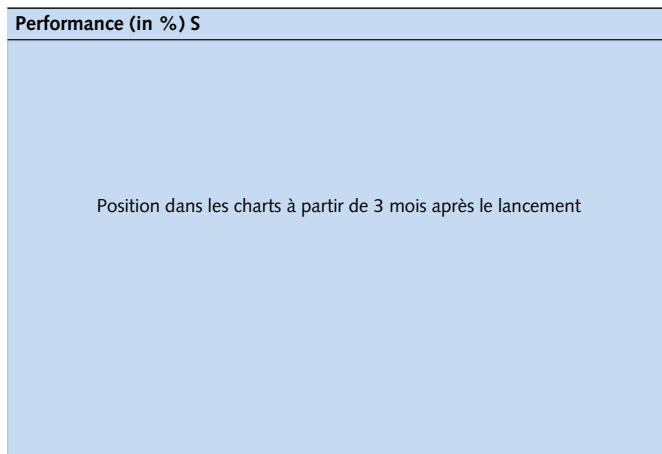 Performance (in %) S
Position dans les charts à partir de 3 mois après le lancement